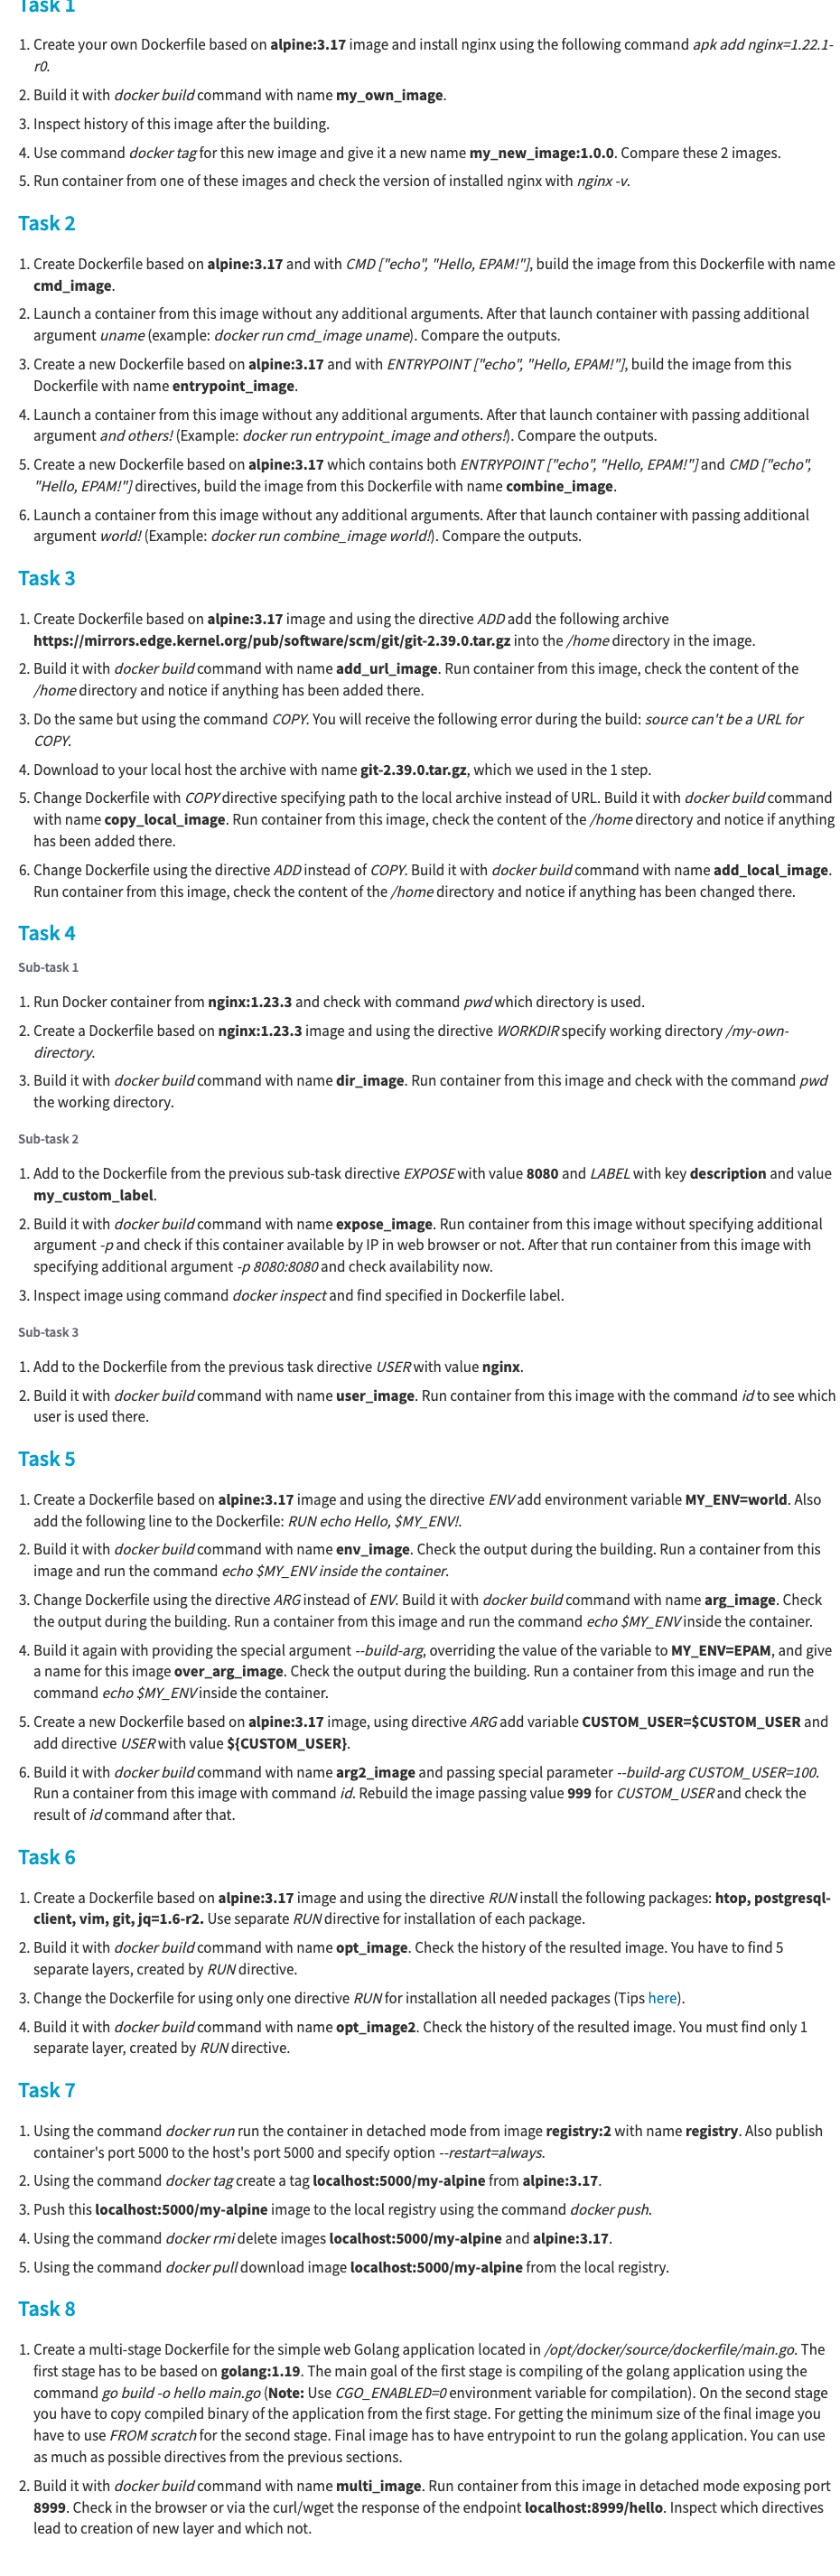 Task 1
1. Create your own Dockerfile based on alpine:3.17 image and install nginx using the following command apk add nginx=1.22.1-
r0.
2. Build it with docker build command with name my_own_image.
3. Inspect history of this image after the building.
4. Use command docker tag for this new image and give it a new name my_new_image:1.0.0. Compare these 2 images.
5. Run container from one of these images and check the version of installed nginx with nginx -v.
Task 2
1. Create Dockerfile based on alpine:3.17 and with CMD ["echo", "Hello, EPAM!"], build the image from this Dockerfile with name
cmd_image.
2. Launch a container from this image without any additional arguments. After that launch container with passing additional
argument uname (example: docker run cmd_image uname). Compare the outputs.
3. Create a new Dockerfile based on alpine:3.17 and with ENTRYPOINT ["echo", "Hello, EPAM!"], build the image from this
Dockerfile with name entrypoint_image.
4. Launch a container from this image without any additional arguments. After that launch container with passing additional
argument and others! (Example: docker run entrypoint_image and others!). Compare the outputs.
5. Create a new Dockerfile based on alpine:3.17 which contains both ENTRYPOINT ["echo", "Hello, EPAM!"] and CMD ["echo",
"Hello, EPAM!"] directives, build the image from this Dockerfile with name combine_image.
6. Launch a container from this image without any additional arguments. After that launch container with passing additional
argument world! (Example: docker run combine_image world!). Compare the outputs.
Task 3
1. Create Dockerfile based on alpine:3.17 image and using the directive ADD add the following archive
https://mirrors.edge.kernel.org/pub/software/scm/git/git-2.39.0.tar.gz into the /home directory in the image.
2. Build it with docker build command with name add_url_image. Run container from this image, check the content of the
/home directory and notice if anything has been added there.
3. Do the same but using the command COPY. You will receive the following error during the build: source can't be a URL for
COPY.
4. Download to your local host the archive with name git-2.39.0.tar.gz, which we used in the 1 step.
5. Change Dockerfile with COPY directive specifying path to the local archive instead of URL. Build it with docker build command
with name copy_local_image. Run container from this image, check the content of the /home directory and notice if anything
has been added there.
6. Change Dockerfile using the directive ADD instead of COPY. Build it with docker build command with name add_local_image.
Run container from this image, check the content of the /home directory and notice if anything has been changed there.
Task 4
Sub-task 1
1. Run Docker container from nginx:1.23.3 and check with command pwd which directory is used.
2. Create a Dockerfile based on nginx:1.23.3 image and using the directive WORKDIR specify working directory /my-own-
directory.
3. Build it with docker build command with name dir_image. Run container from this image and check with the command pwd
the working directory.
Sub-task 2
1. Add to the Dockerfile from the previous sub-task directive EXPOSE with value 8080 and LABEL with key description and value
my_custom_label.
2. Build it with docker build command with name expose_image. Run container from this image without specifying additional
argument -p and check if this container available by IP in web browser or not. After that run container from this image with
specifying additional argument -p 8080:8080 and check availability now.
3. Inspect image using command docker inspect and find specified in Dockerfile label.
Sub-task 3
1. Add to the Dockerfile from the previous task directive USER with value nginx.
2. Build it with docker build command with name user_image. Run container from this image with the command id to see which
user is used there.
Task 5
1. Create a Dockerfile based on alpine:3.17 image and using the directive ENV add environment variable MY_ENV=world. Also
add the following line to the Dockerfile: RUN echo Hello, $MY_ENV!.
2. Build it with docker build command with name env_image. Check the output during the building. Run a container from this
image and run the command echo $MY_ENV inside the container.
3. Change Dockerfile using the directive ARG instead of ENV. Build it with docker build command with name arg_image. Check
the output during the building. Run a container from this image and run the command echo $MY_ENV inside the container.
4. Build it again with providing the special argument --build-arg, overriding the value of the variable to MY_ENV=EPAM, and give
a name for this image over_arg_image. Check the output during the building. Run a container from this image and run the
command echo $MY_ENV inside the container.
5. Create a new Dockerfile based on alpine:3.17 image, using directive ARG add variable CUSTOM_USER=$CUSTOM_USER and
add directive USER with value ${CUSTOM_USER}.
6. Build it with docker build command with name arg2_image and passing special parameter --build-arg CUSTOM_USER=100.
Run a container from this image with command id. Rebuild the image passing value 999 for CUSTOM_USER and check the
result of id command after that.
Task 6
1. Create a Dockerfile based on alpine:3.17 image and using the directive RUN install the following packages: htop, postgresql-
client, vim, git, jq=1.6-r2. Use separate RUN directive for installation of each package.
2. Build it with docker build command with name opt_image. Check the history of the resulted image. You have to find 5
separate layers, created by RUN directive.
3. Change the Dockerfile for using only one directive RUN for installation all needed packages (Tips here).
4. Build it with docker build command with name opt_image2. Check the history of the resulted image. You must find only 1
separate layer, created by RUN directive.
Task 7
1. Using the command docker run run the container in detached mode from image registry:2 with name registry. Also publish
container's port 5000 to the host's port 5000 and specify option --restart=always.
2. Using the command docker tag create a tag localhost:5000/my-alpine from alpine:3.17.
3. Push this localhost:5000/my-alpine image to the local registry using the command docker push.
4. Using the command docker rmi delete images localhost:5000/my-alpine and alpine:3.17.
5. Using the command docker pull download image localhost:5000/my-alpine from the local registry.
Task 8
1. Create a multi-stage Dockerfile for the simple web Golang application located in /opt/docker/source/dockerfile/main.go. The
first stage has to be based on golang:1.19. The main goal of the first stage is compiling of the golang application using the
command go build -o hello main.go (Note: Use CGO_ENABLED=0 environment variable for compilation). On the second stage
you have to copy compiled binary of the application from the first stage. For getting the minimum size of the final image you
have to use FROM scratch for the second stage. Final image has to have entrypoint to run the golang application. You can use
as much as possible directives from the previous sections.
2. Build it with docker build command with name multi_image. Run container from this image in detached mode exposing port
8999. Check in the browser or via the curl/wget the response of the endpoint localhost:8999/hello. Inspect which directives
lead to creation of new layer and which not.